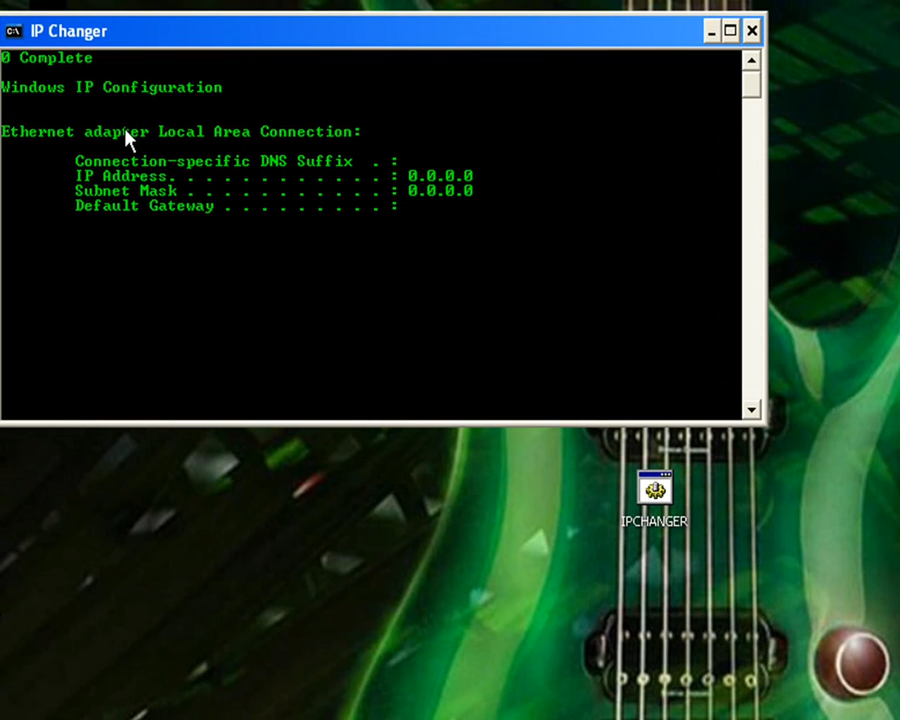 IP Changer
0 Complete
Windows IP Configuration
Ethernet adapter Local Area Connection:
Connection-specific DNS Suffix . :
IP Address. . . . . . . . . . . . : 0.0.0.0
Subnet Mask . . . . . . . . . . . : 0.0.0.0
Default Gateway . . . . . . . . . :
IPCHANGER